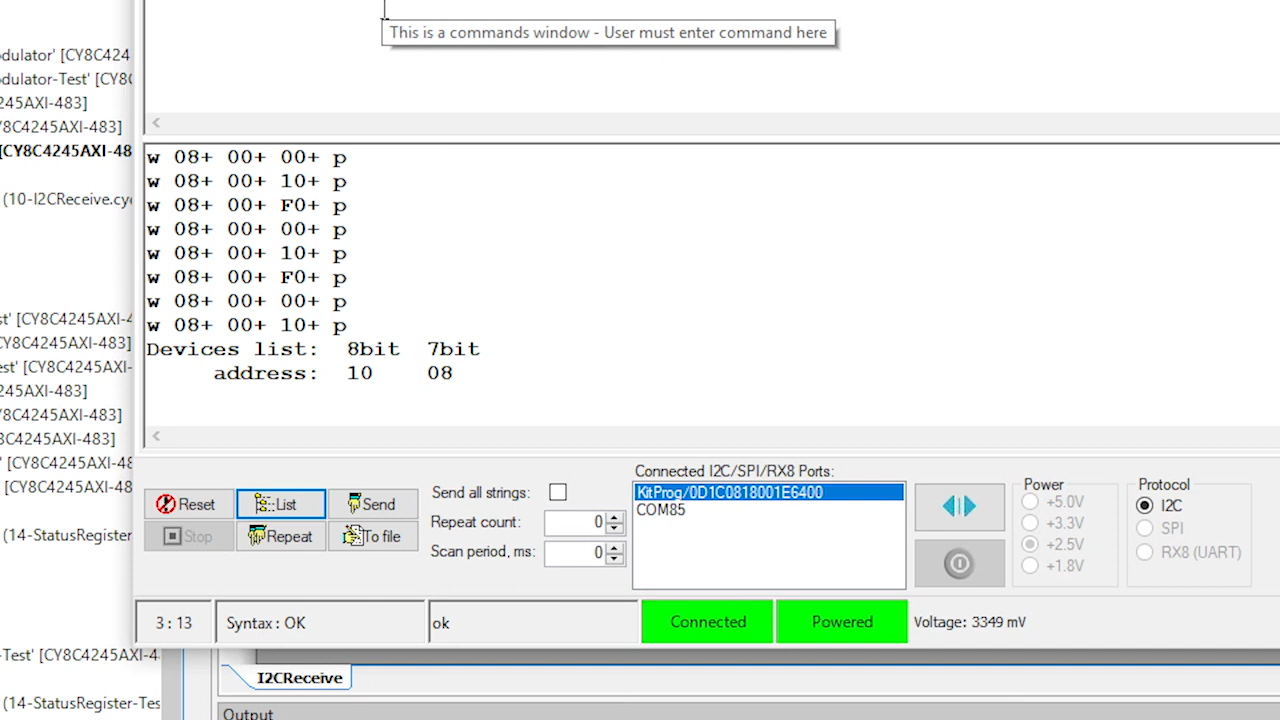 This is a commands window - User must enter command here
odulator' [CY8C424
odulator-Test' [CY8C
245AXI-483]
Y8C4245AXI-483]
[CY8C4245AXI-48
(10-I2CReceive.cy
st' [CY8C4245AXI-4
CY8C4245AXI-483]
est' [CY8C4245AXI-
245AXI-483]
Y8C4245AXI-483]
8C4245AXI-483]
' [CY8C4245AXI-48
[CY8C4245AXI-48
(14-StatusRegister
-Test' [CY8C4245AXI-4
(14-StatusRegister-Tes
w 08+ 00+ 00+ p
w 08+ 00+ 10+ p
w 08+ 00+ F0+ p
w 08+ 00+ 00+ p
w 08+ 00+ 10+ p
w 08+ 00+ F0+ p
w 08+ 00+ 00+ p
w 08+ 00+ 10+ p
Devices list: 8bit 7bit
address: 10 08
Reset
List
Send
Stop
Repeat
To file
Send all strings:
Repeat count: 0
Scan period, ms: 0
Connected I2C/SPI/RX8 Ports:
KitProg/0D1C0818001E6400
COM85
Power
+5.0V
+3.3V
+2.5V
+1.8V
Protocol
I2C
SPI
RX8 (UART)
3 : 13
Syntax : OK
ok
Connected
Powered
Voltage: 3349 mV
I2CReceive
Output